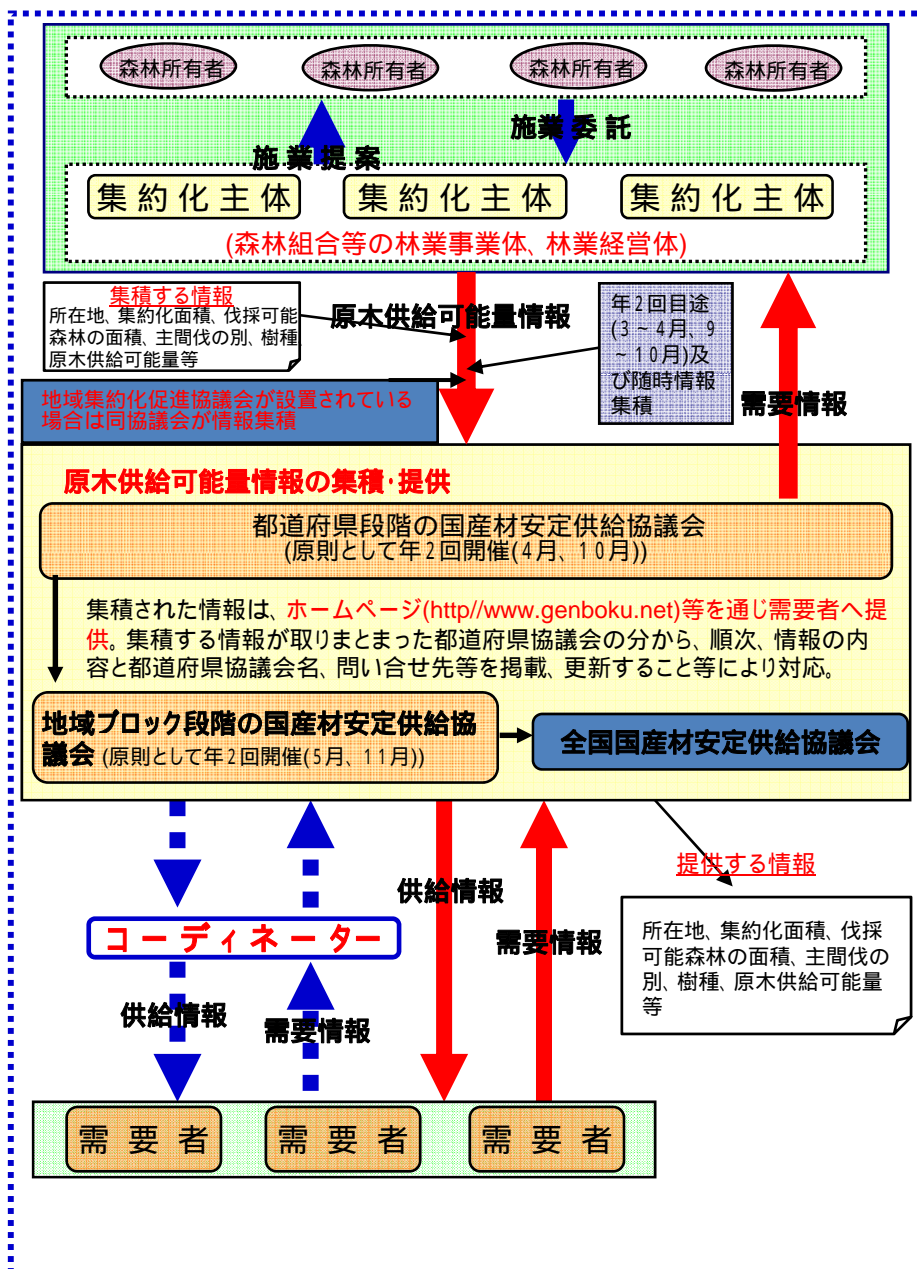 森林所有者
森林所有者
森林所有者
森林所有者
施業委託
施業提案
集約化主体
集約化主体
集約化主体
(森林組合等の林業事業体、林業経営体)
集積する情報
所在地、集約化面積、伐採可能
森林の面積、主間伐の別、樹種、
原木供給可能量等
原木供給可能量情報
年2回目途
(3~4月、9
~10月)及
び随時情報
集積
需要情報
地域集約化促進協議会が設置されている
場合は同協議会が情報集積
原木供給可能量情報の集積・提供
都道府県段階の国産材安定供給協議会
(原則として年2回開催(4月、10月))
集積された情報は、ホームページ(http//www.genboku.net)等を通じ需要者へ提
供。集積する情報が取りまとまった都道府県協議会の分から、順次、情報の内
容と都道府県協議会名、問い合せ先等を掲載、更新すること等により対応。
地域ブロック段階の国産材安定供給協
議会 (原則として年2回開催(5月、11月))
全国国産材安定供給協議会
提供する情報
供給情報
需要情報
所在地、集約化面積、伐採
可能森林の面積、主間伐の
別、樹種、原木供給可能量
等
コーディネーター
供給情報
需要情報
需要者
需要者
需要者